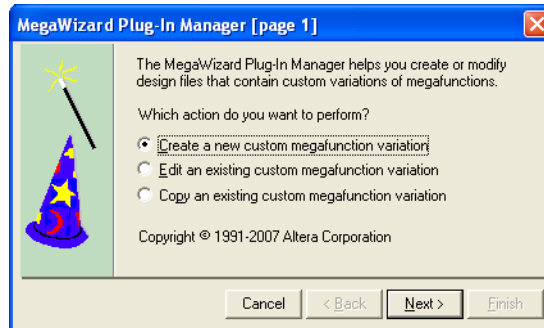 MegaWizard Plug-In Manager [page 1]
The MegaWizard Plug-In Manager helps you create or modify
design files that contain custom variations of megafunctions.
Which action do you want to perform?
Create a new custom megafunction variation
Edit an existing custom megafunction variation
Copy an existing custom megafunction variation
Copyright © 1991-2007 Altera Corporation
Cancel < Back Next > Finish